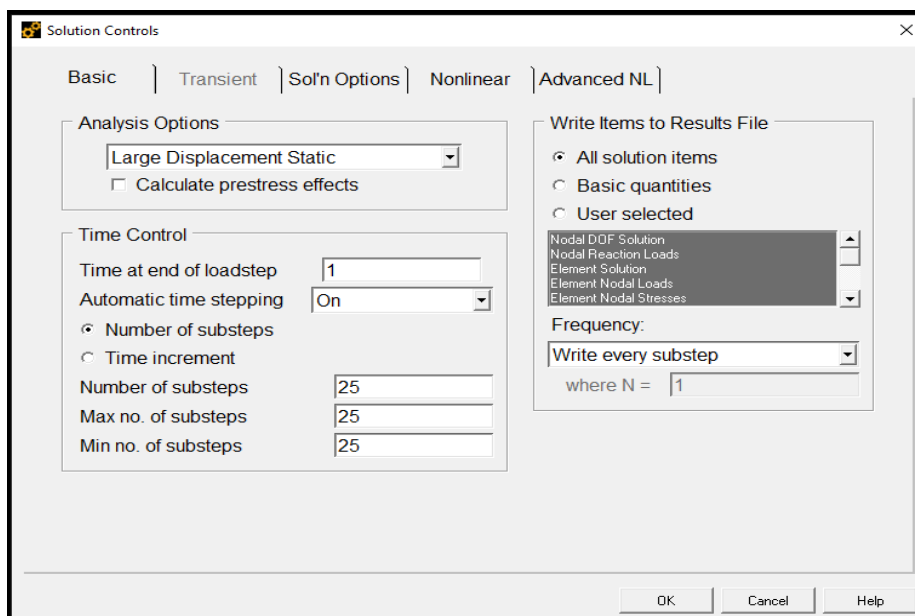 Solution Controls
Basic
Transient
Sol'n Options
Nonlinear
Advanced NL
Analysis Options
Large Displacement Static
Calculate prestress effects
Time Control
Time at end of loadstep 1
Automatic time stepping On
Number of substeps
Time increment
Number of substeps 25
Max no. of substeps 25
Min no. of substeps 25
Write Items to Results File
All solution items
Basic quantities
User selected
Nodal DOF Solution
Nodal Reaction Loads
Element Solution
Element Nodal Loads
Element Nodal Stresses
Frequency:
Write every substep
where N = 1
OK
Cancel
Help